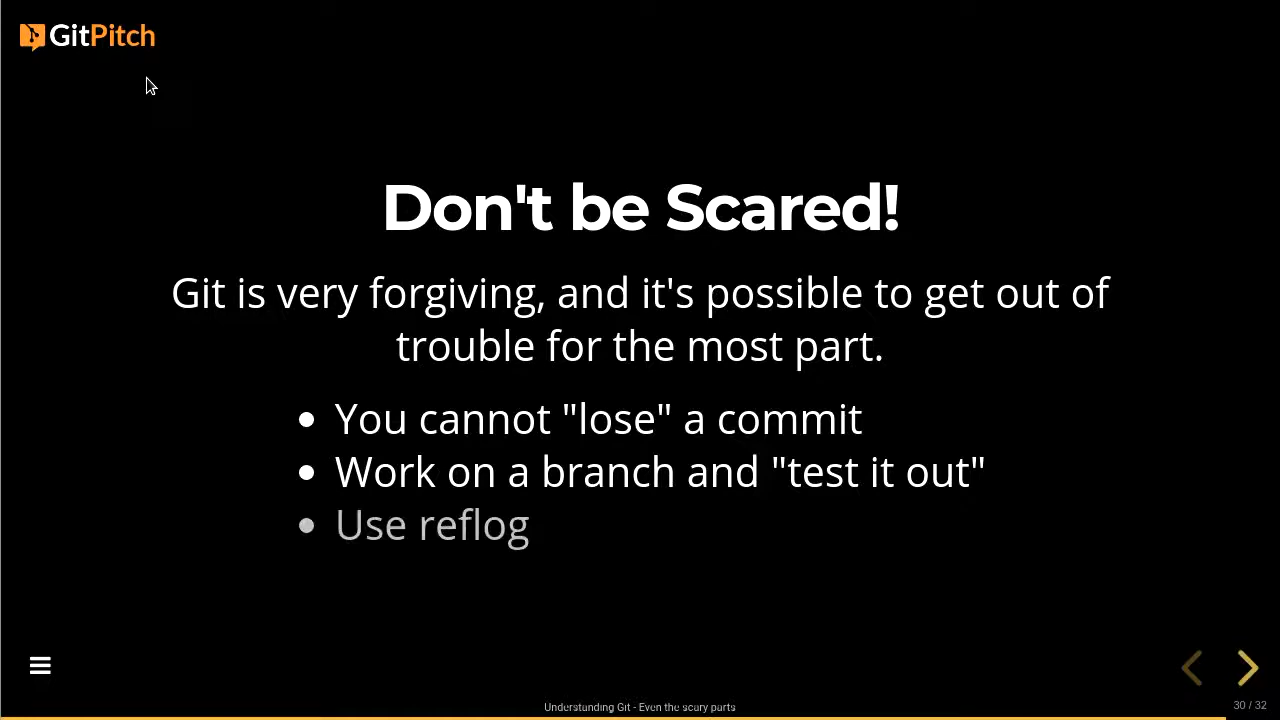 GitPitch
Don't be Scared!
Git is very forgiving, and it's possible to get out of
trouble for the most part.
You cannot "lose" a commit
Work on a branch and "test it out"
Use reflog
Understanding Git - Even the scury parts
30 / 32